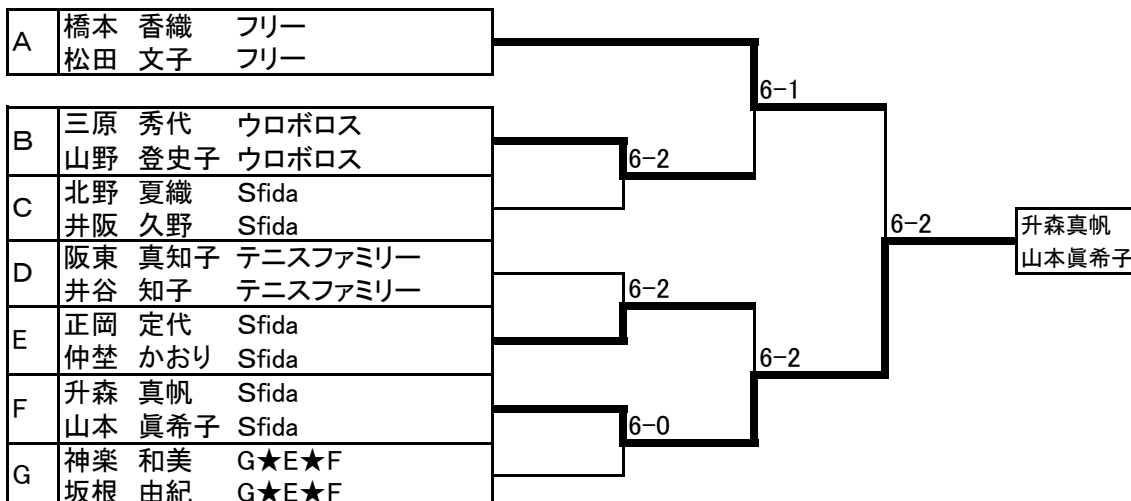 A
橋本 香織 フリー
松田 文子 フリー
6-1
B
三原 秀代 ウロボロス
山野 登史子 ウロボロス
6-2
C
北野 夏織 Sfida
井阪 久野 Sfida
6-2
升森真帆
山本眞希子
D
阪東 真知子 テニスファミリー
井谷 知子 テニスファミリー
6-2
E
正岡 定代 Sfida
仲埜 かおり Sfida
6-2
F
升森 真帆 Sfida
山本 眞希子 Sfida
6-0
G
神楽 和美 G★E★F
坂根 由紀 G★E★F